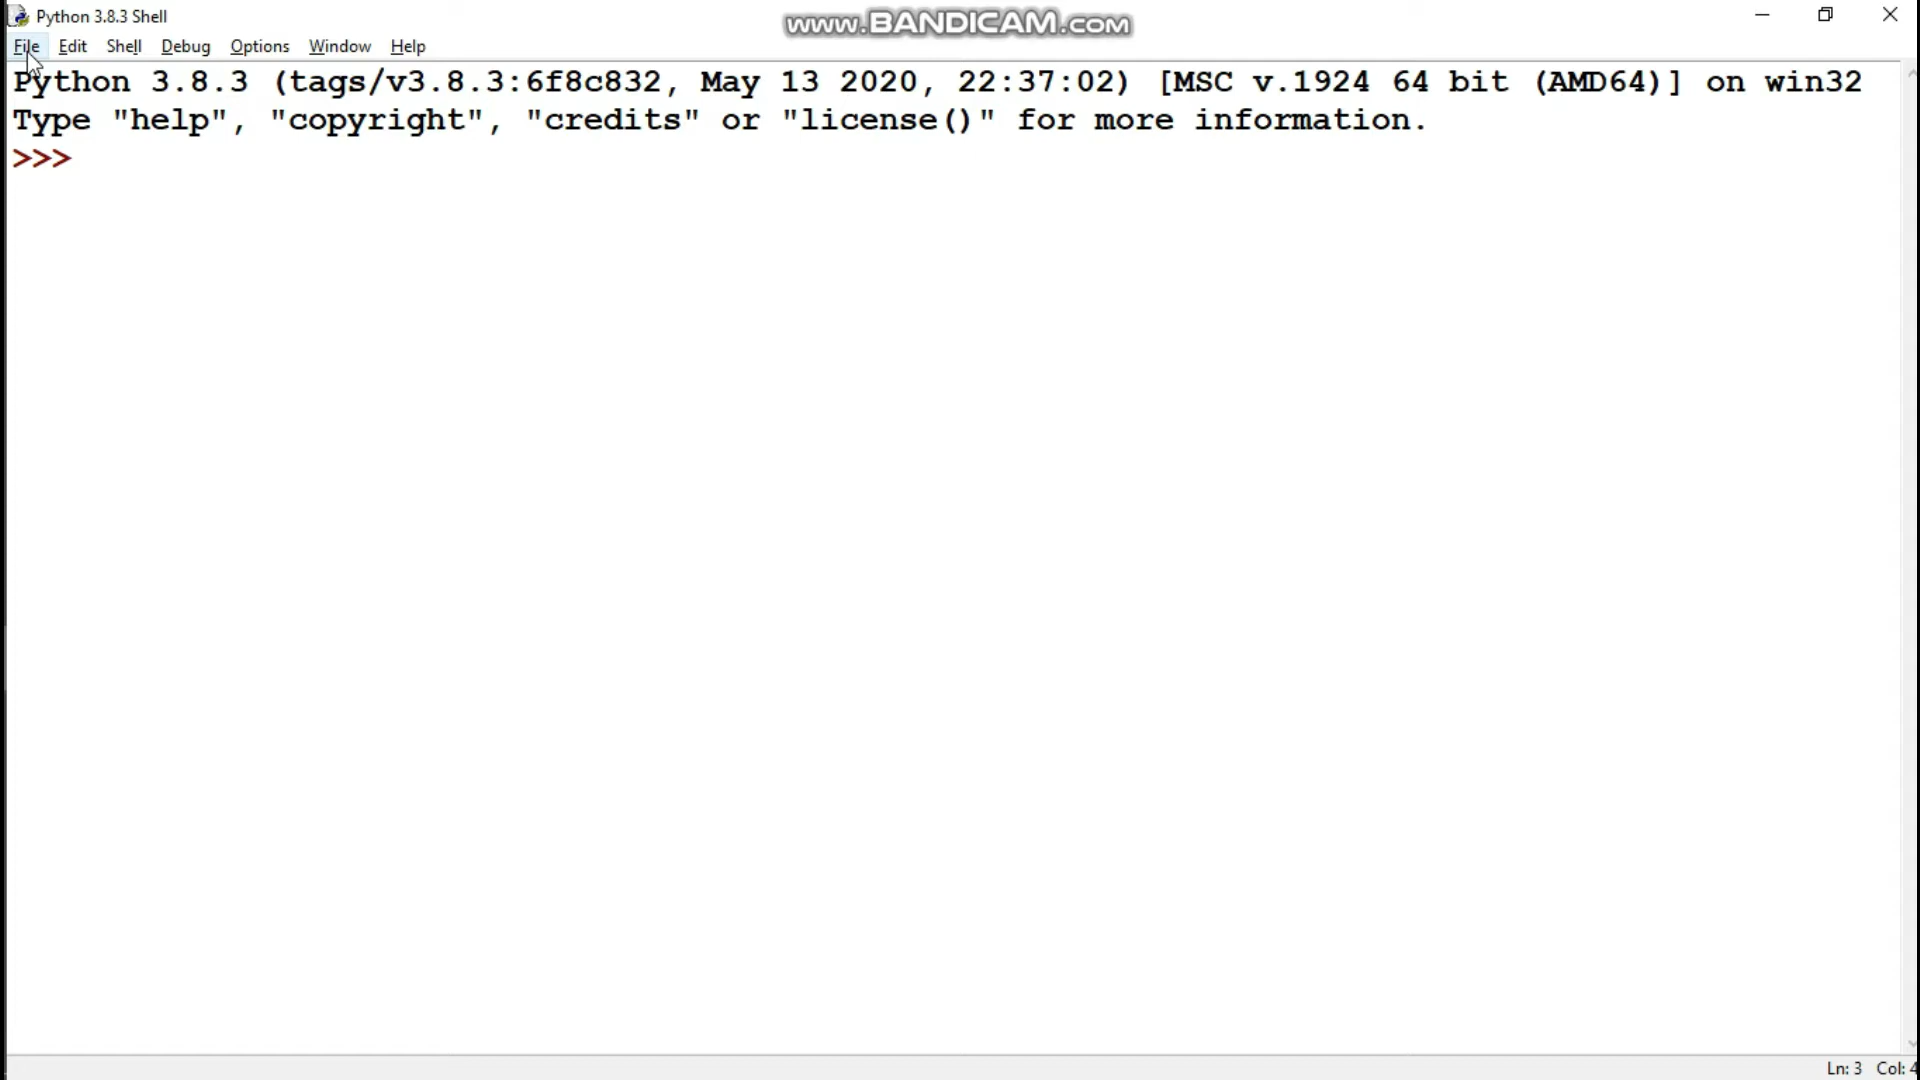 Python 3.8.3 Shell
www.BANDICAM.com
File Edit Shell Debug Options Window Help
Python 3.8.3 (tags/v3.8.3:6f8c832, May 13 2020, 22:37:02) [MSC v.1924 64 bit (AMD64)] on win32
Type "help", "copyright", "credits" or "license()" for more information.
>>>
Ln: 3 Col: 4